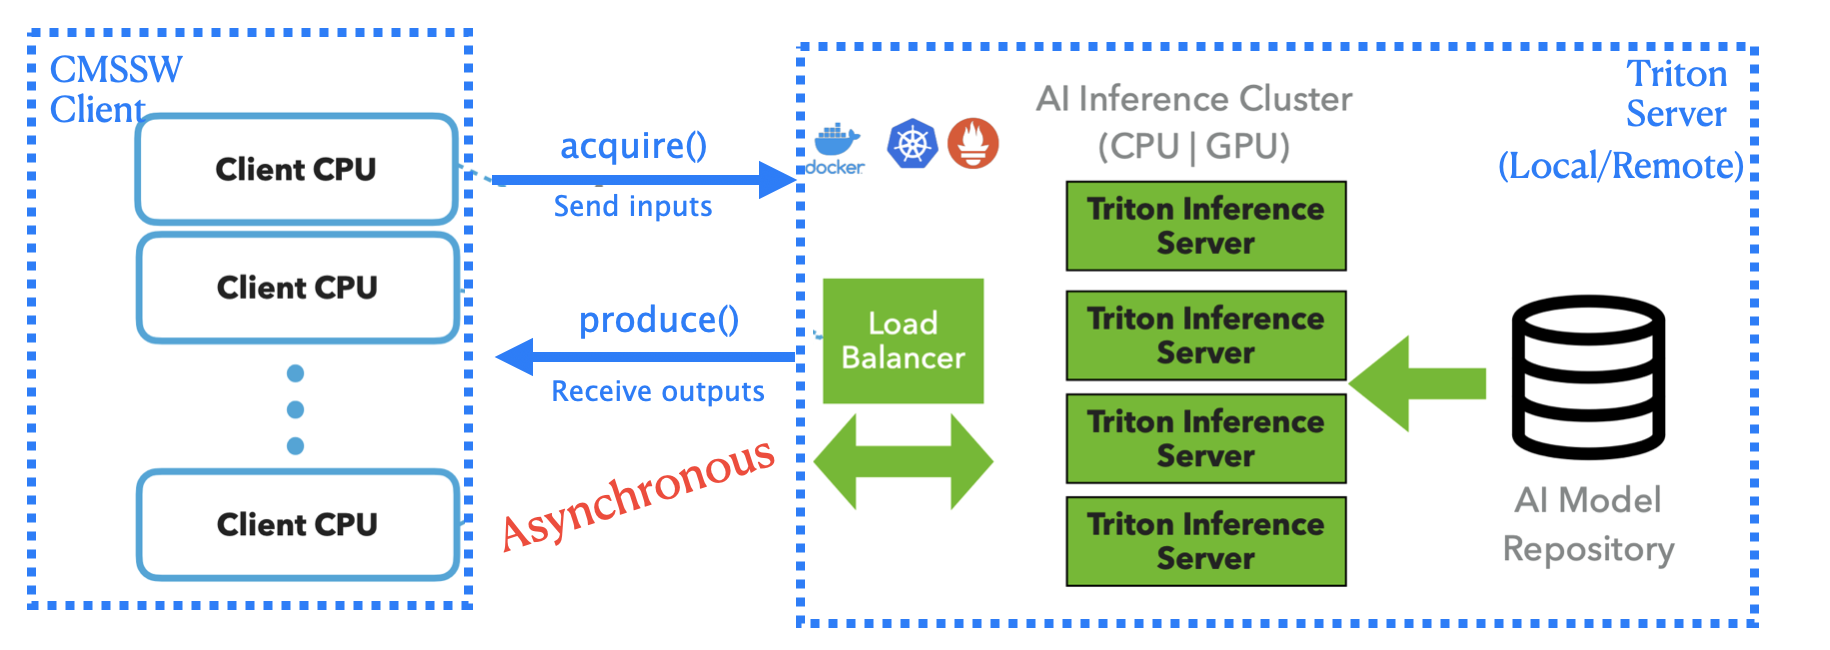 CMSSW
Client
Client CPU
Client CPU
Client CPU
acquire()
Send inputs
produce()
Receive outputs
Asynchronous
docker
Load
Balancer
AI Inference Cluster
(CPU | GPU)
Triton Inference
Server
Triton Inference
Server
Triton Inference
Server
Triton Inference
Server
Triton
Server
(Local/Remote)
AI Model
Repository